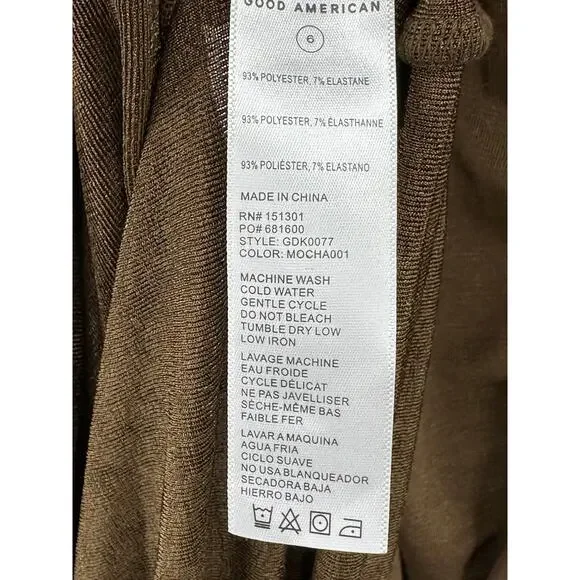 GOOD AMERICAN
6
93% POLYESTER, 7% ELASTANE
93% POLYESTER, 7% ÉLASTHANNE
93% POLIÉSTER, 7% ELASTANO
MADE IN CHINA
RN# 151301
PO# 681600
STYLE: GDK0077
COLOR: MOCHA001
MACHINE WASH
COLD WATER
GENTLE CYCLE
DO NOT BLEACH
TUMBLE DRY LOW
LOW IRON
LAVAGE MACHINE
EAU FROIDE
CYCLE DÉLICAT
NE PAS JAVELLISER
SÈCHE-MÊME BAS
FAIBLE FER
LAVAR A MAQUINA
AGUA FRIA
CICLO SUAVE
NO USA BLANQUEADOR
SECADORA BAJA
HIERRO BAJO